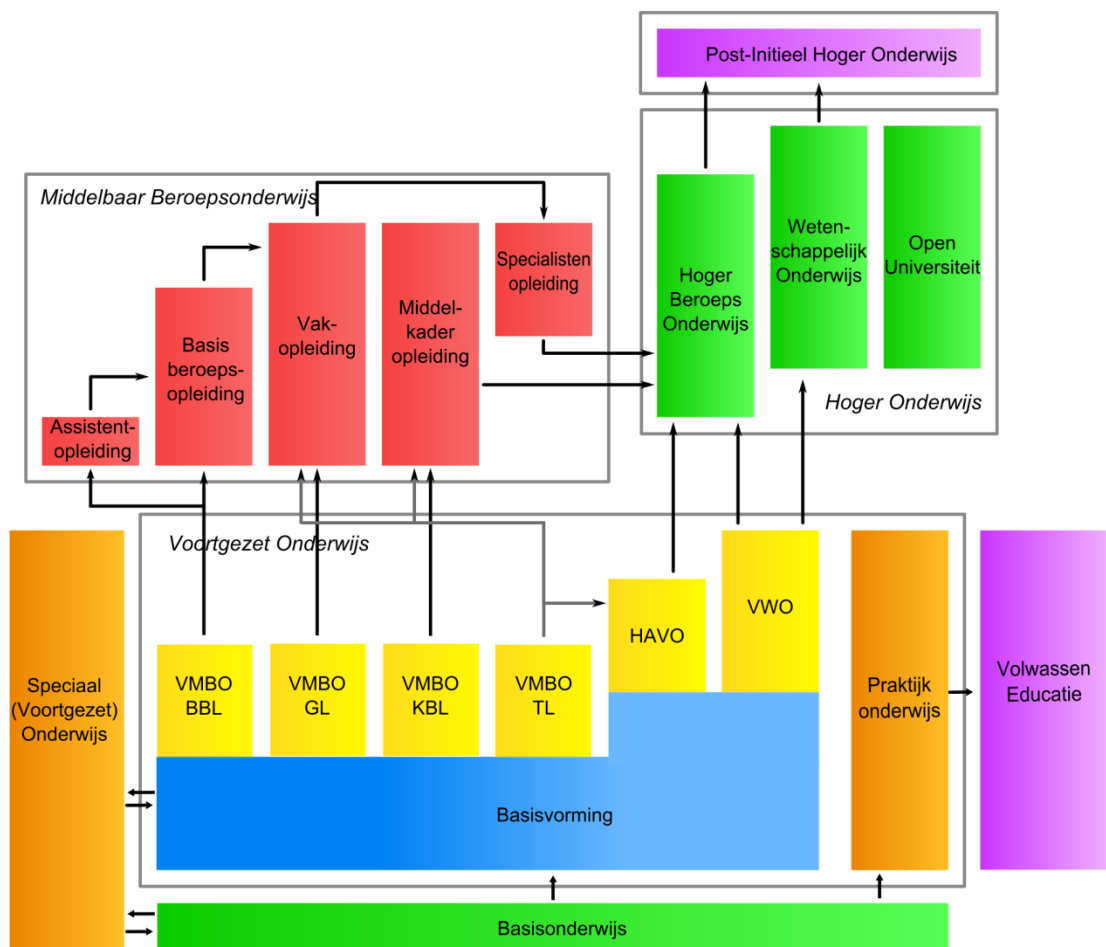 Post-Initieel Hoger Onderwijs
Middelbaar Beroepsonderwijs
Assistent-
opleiding
Basis
beroeps-
opleiding
Vak-
opleiding
Middel-
kader
opleiding
Specialisten
opleiding
Hoger
Beroeps
Onderwijs
Weten-
schappelijk
Onderwijs
Open
Universiteit
Hoger Onderwijs
Voortgezet Onderwijs
Speciaal
(Voortgezet)
Onderwijs
VMBO
BBL
VMBO
GL
VMBO
KBL
VMBO
TL
HAVO
VWO
Praktijk
onderwijs
Volwassen
Educatie
Basisvorming
Basisonderwijs